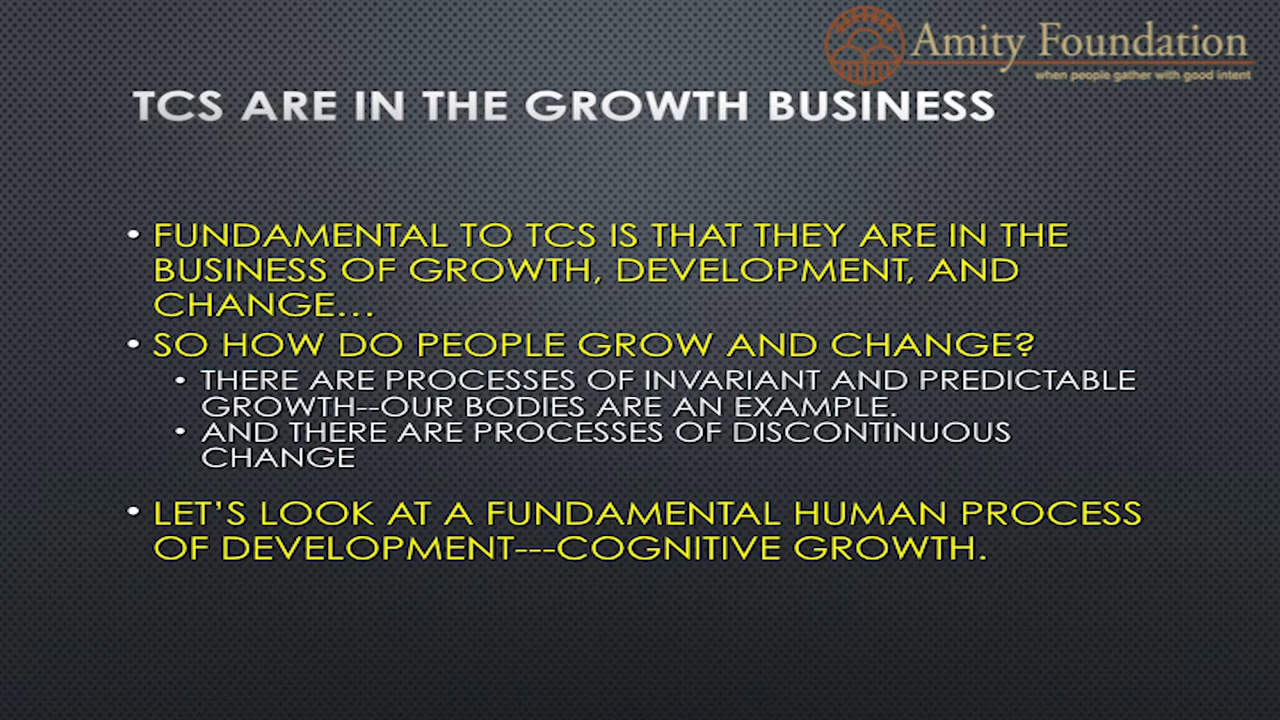 Amity Foundation
when people gather with good intent
TCS ARE IN THE GROWTH BUSINESS
• FUNDAMENTAL TO TCS IS THAT THEY ARE IN THE
BUSINESS OF GROWTH, DEVELOPMENT, AND
CHANGE…
• SO HOW DO PEOPLE GROW AND CHANGE?
• THERE ARE PROCESSES OF INVARIANT AND PREDICTABLE
GROWTH--OUR BODIES ARE AN EXAMPLE.
• AND THERE ARE PROCESSES OF DISCONTINUOUS
CHANGE
• LET’S LOOK AT A FUNDAMENTAL HUMAN PROCESS
OF DEVELOPMENT---COGNITIVE GROWTH.